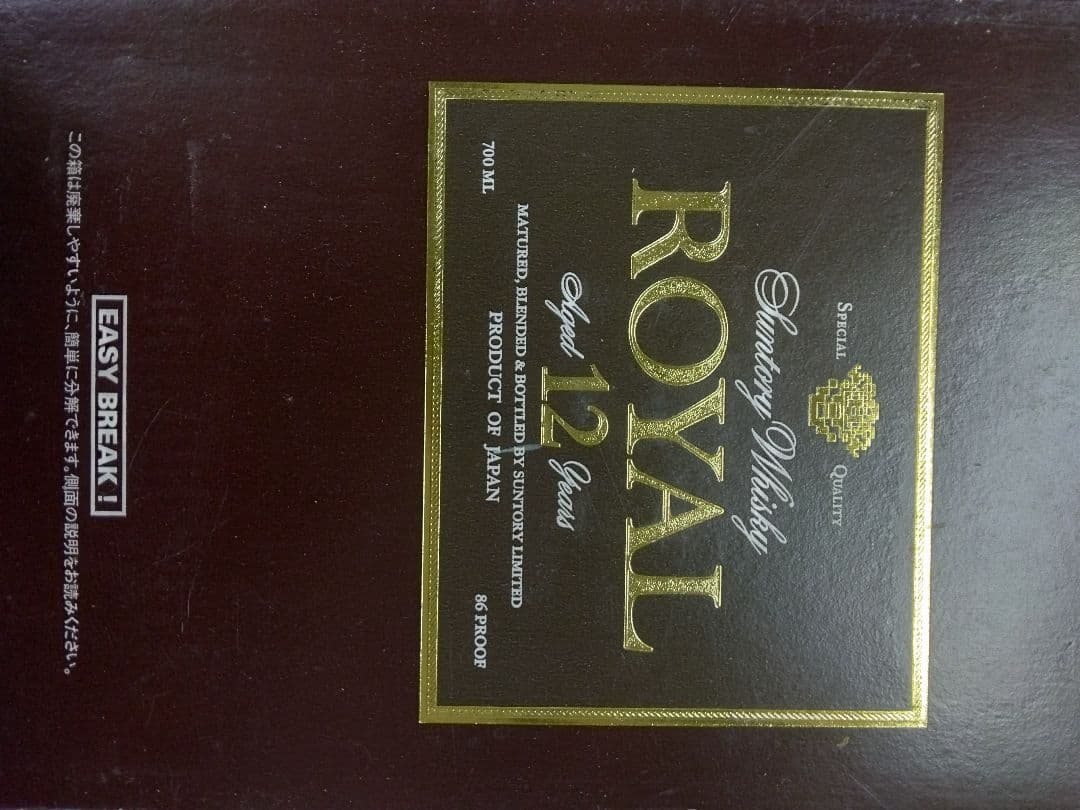 SPECIAL QUALITY
Suntory Whisky
ROYAL
Aged 12 Years
MATURED, BLENDED & BOTTLED BY SUNTORY LIMITED
PRODUCT OF JAPAN
700 ML 86 PROOF
EASY BREAK!
この箱は廃棄しやすいように、簡単に分解できます。側面の説明をお読みください。